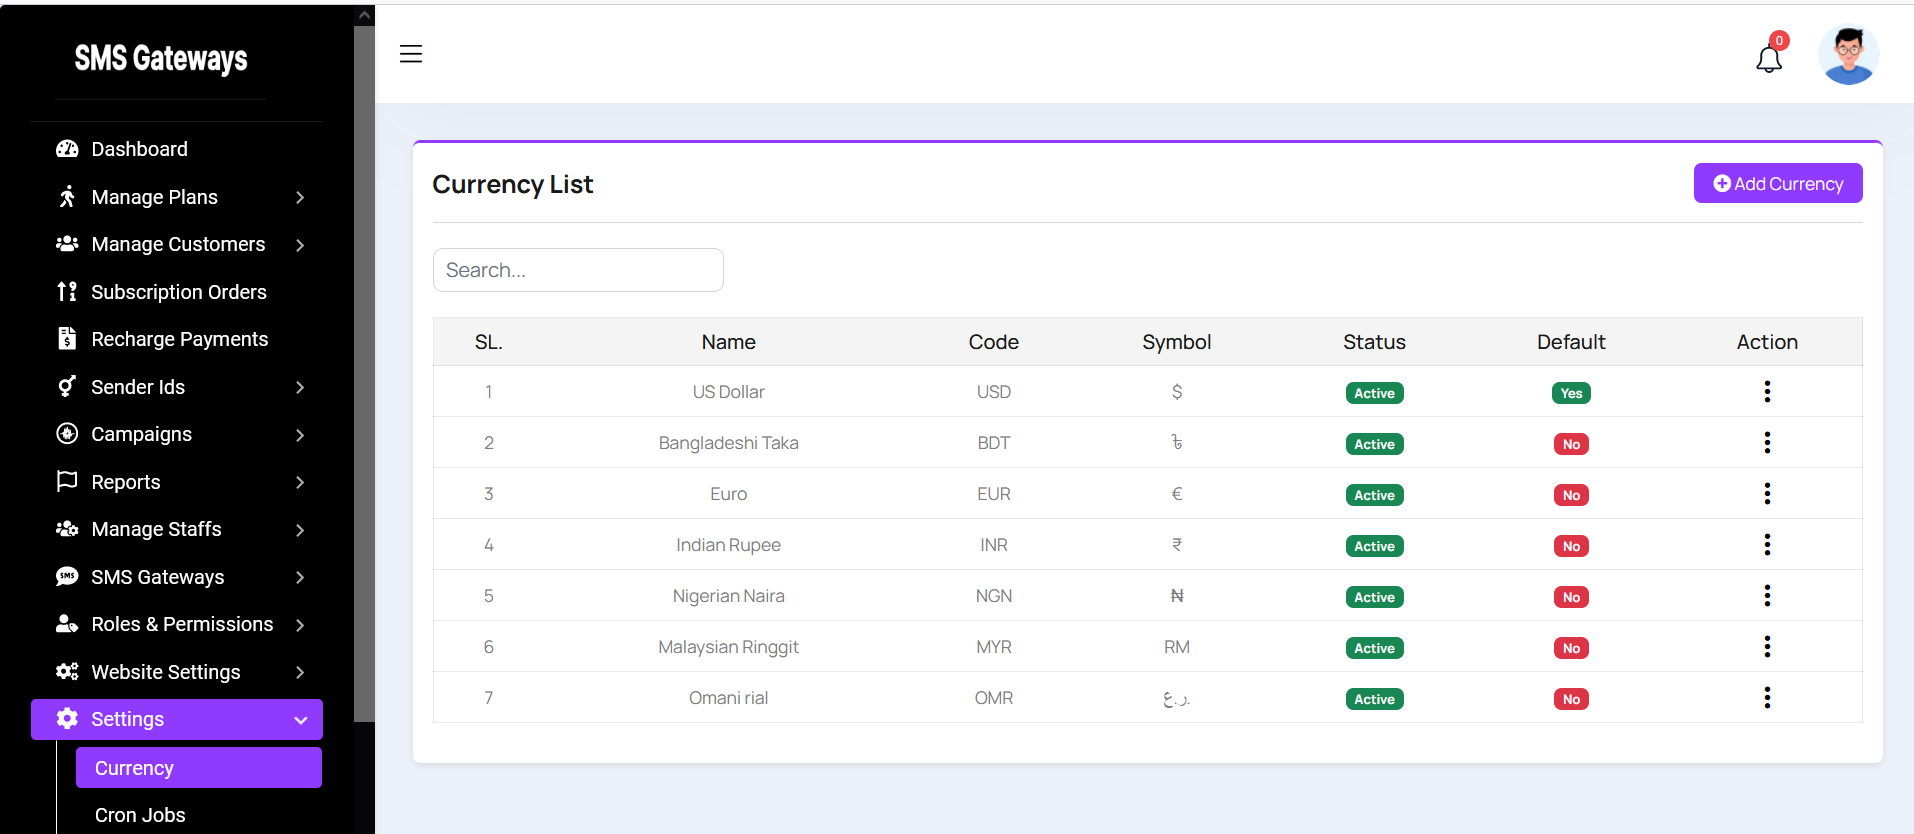 SMS Gateways
0
Dashboard
Manage Plans
Manage Customers
Subscription Orders
Recharge Payments
Sender Ids
Campaigns
Reports
Manage Staffs
SMS
SMS Gateways
Roles & Permissions
Website Settings
Settings
Currency
Cron Jobs
Currency List
Add Currency
Search...
SL. Name Code Symbol Status Default Action
1 US Dollar USD $ Active Yes
2 Bangladeshi Taka BDT ৳ Active No
3 Euro EUR € Active No
4 Indian Rupee INR ₹ Active No
5 Nigerian Naira NGN ₦ Active No
6 Malaysian Ringgit MYR RM Active No
7 Omani rial OMR ر.ع. Active No